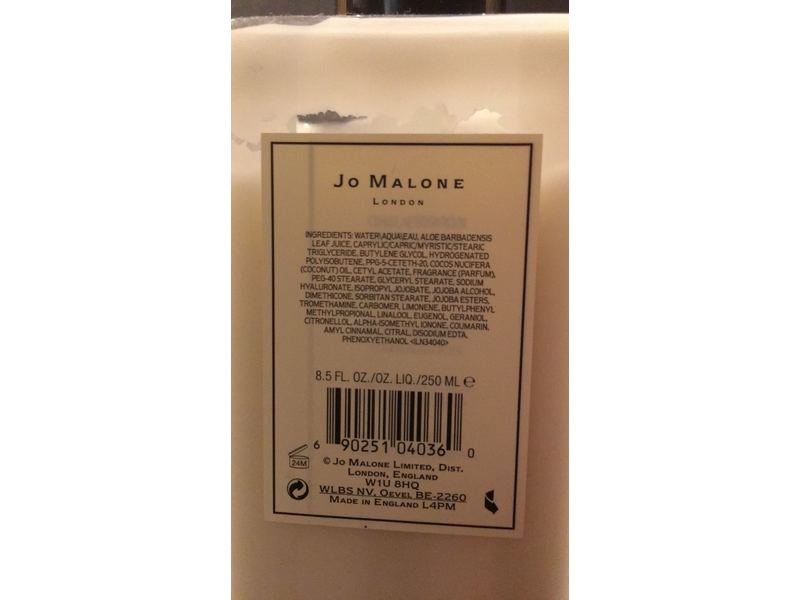 JO MALONE
LONDON
INGREDIENTS: WATER\AQUA\EAU, ALOE BARBADENSIS
LEAF JUICE, CAPRYLIC/CAPRIC/MYRISTIC/STEARIC
TRIGLYCERIDE, BUTYLENE GLYCOL, HYDROGENATED
POLYISOBUTENE, PPG-5-CETETH-20, COCOS NUCIFERA
(COCONUT) OIL, CETYL ACETATE, FRAGRANCE (PARFUM),
PEG-40 STEARATE, GLYCERYL STEARATE, SODIUM
HYALURONATE, ISOPROPYL JOJOBATE, JOJOBA ALCOHOL,
DIMETHICONE, SORBITAN STEARATE, JOJOBA ESTERS,
TROMETHAMINE, CARBOMER, LIMONENE, BUTYLPHENYL
METHYLPROPIONAL, LINALOOL, EUGENOL, GERANIOL,
CITRONELLOL, ALPHA-ISOMETHYL IONONE, COUMARIN,
AMYL CINNAMAL, CITRAL, DISODIUM EDTA,
PHENOXYETHANOL <ILN34040>
8.5 FL. OZ./OZ. LIQ./250 ML ℮
6 90251 04036 0
24M
© JO MALONE LIMITED, DIST.
LONDON, ENGLAND
W1U 8HQ
WLBS NV, OEVEL BE-2260
MADE IN ENGLAND L4PM